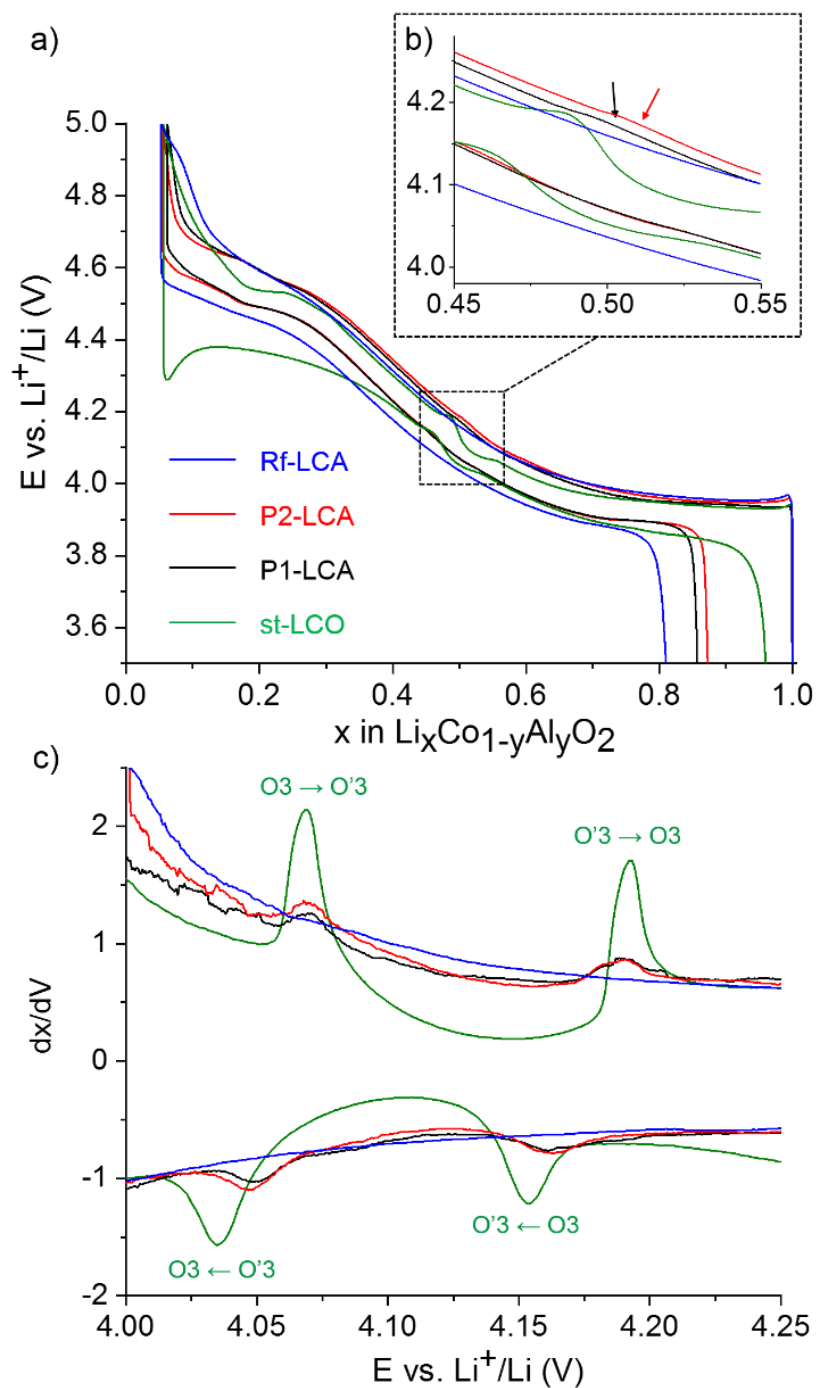 a)
b)
4.2
4.1
4.0
0.45
0.50
0.55
5.0
4.8
4.6
4.4
4.2
4.0
3.8
3.6
E vs. Li⁺/Li (V)
Rf-LCA
P2-LCA
P1-LCA
st-LCO
0.0
0.2
0.4
0.6
0.8
1.0
x in LiₓCo₁₋yAlyO₂
c)
O3 → O'3
O'3 → O3
2
1
0
-1
-2
dx/dV
O3 ← O'3
O'3 ← O3
4.00
4.05
4.10
4.15
4.20
4.25
E vs. Li⁺/Li (V)